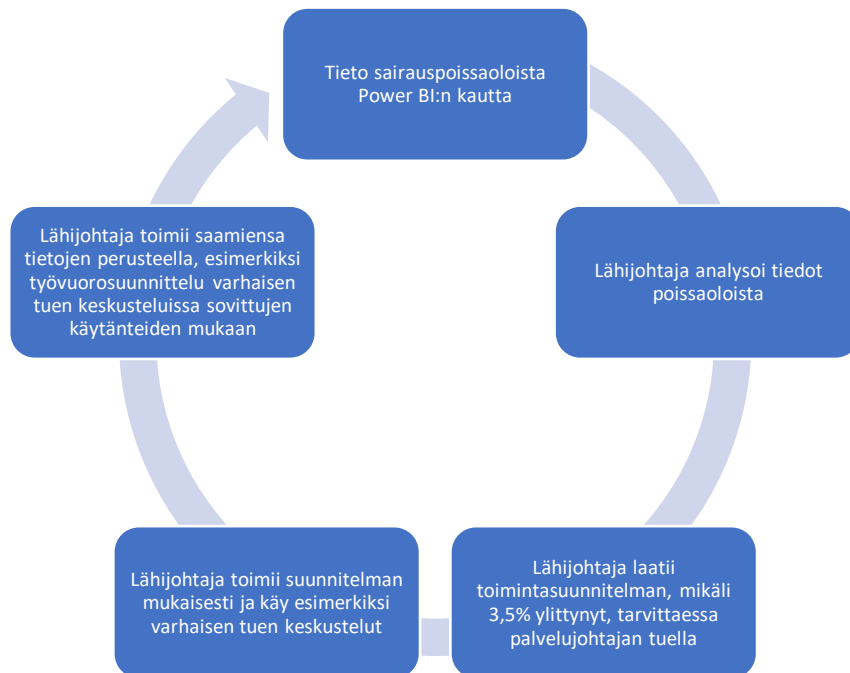 Tieto sairauspoissaoloista
Power BI:n kautta
Lähijohtaja analysoi tiedot
poissaoloista
Lähijohtaja laatii
toimintasuunnitelman, mikäli
3,5% ylittynyt, tarvittaessa
palvelujohtajan tuella
Lähijohtaja toimii suunnitelman
mukaisesti ja käy esimerkiksi
varhaisen tuen keskustelut
Lähijohtaja toimii saamiensa
tietojen perusteella, esimerkiksi
työvuorosuunnittelu varhaisen
tuen keskusteluissa sovittujen
käytänteiden mukaan